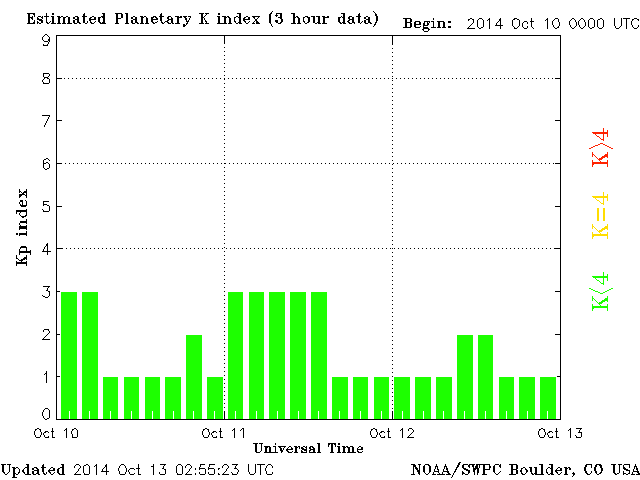 Estimated Planetary K index (3 hour data) Begin: 2014 Oct 10 0000 UTC
9
8
7
6
5
4
3
2
1
0
Kp index
K>4
K=4
K<4
Oct 10 Oct 11 Oct 12 Oct 13
Universal Time
Updated 2014 Oct 13 02:55:23 UTC NOAA/SWPC Boulder, CO USA